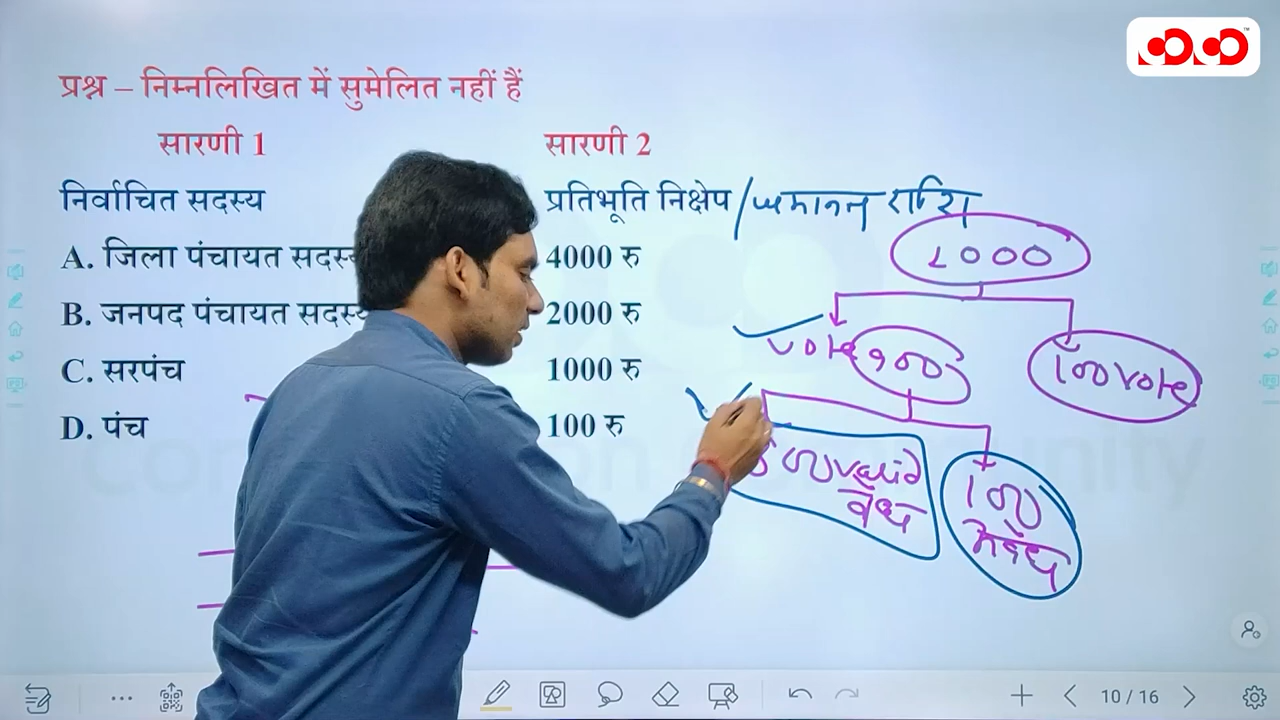 प्रश्न – निम्नलिखित में सुमेलित नहीं हैं
सारणी 1 सारणी 2
निर्वाचित सदस्य प्रतिभूति निक्षेप / जमानत राशि
A. जिला पंचायत सदस्य 4000 रु
B. जनपद पंचायत सदस्य 2000 रु
C. सरपंच 1000 रु
D. पंच 100 रु
1000
vote 900
100 vote
वैध
100
अवैध
10 / 16